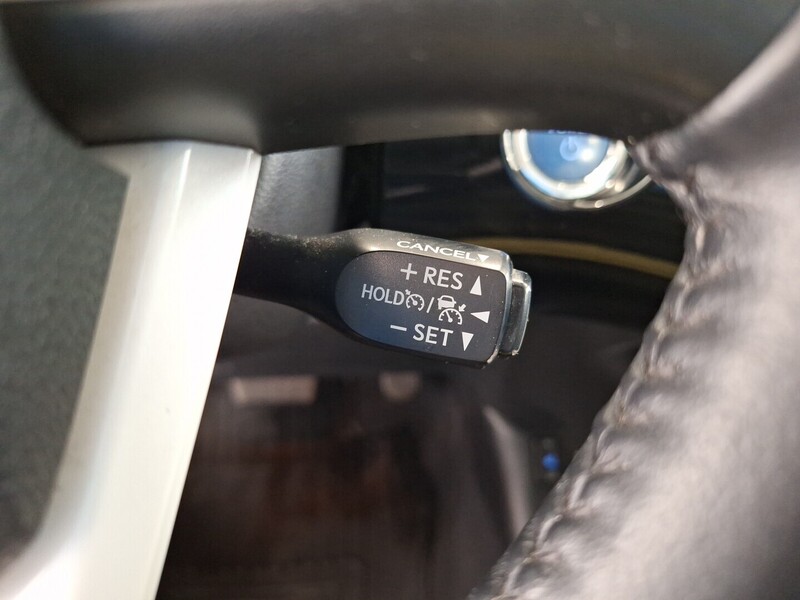 CANCEL▼
+ RES ▲
HOLD / ◀
− SET ▼